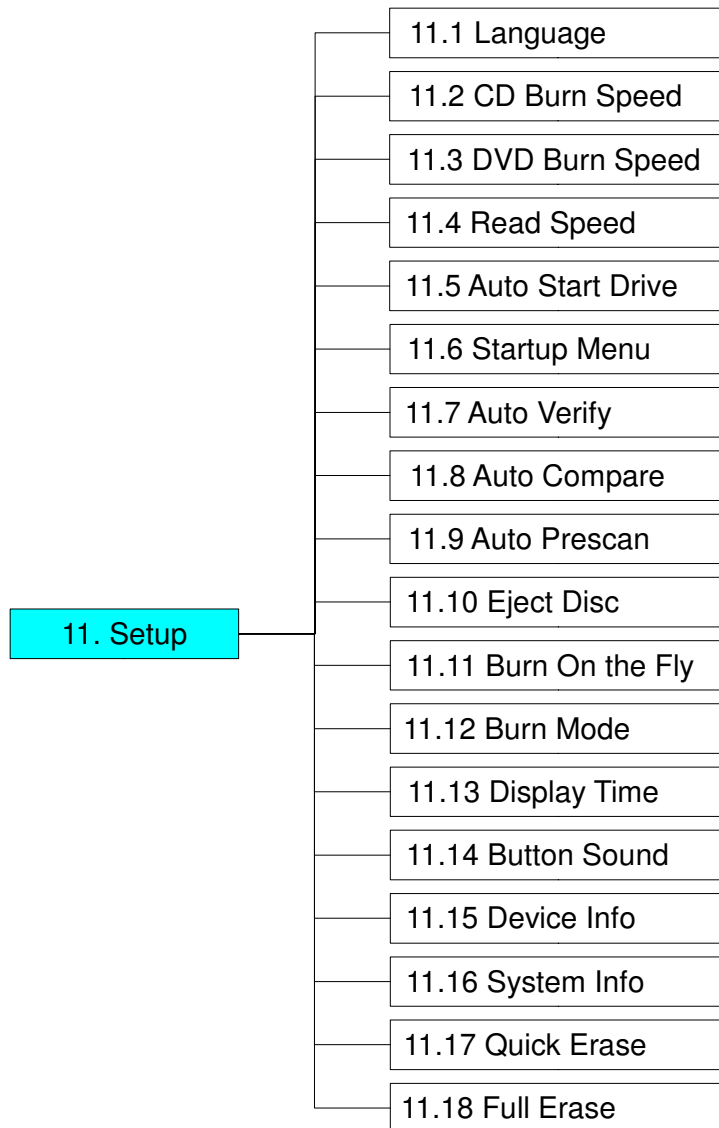 11.1 Language
11.2 CD Burn Speed
11.3 DVD Burn Speed
11.4 Read Speed
11.5 Auto Start Drive
11.6 Startup Menu
11.7 Auto Verify
11.8 Auto Compare
11.9 Auto Prescan
11.10 Eject Disc
11. Setup
11.11 Burn On the Fly
11.12 Burn Mode
11.13 Display Time
11.14 Button Sound
11.15 Device Info
11.16 System Info
11.17 Quick Erase
11.18 Full Erase